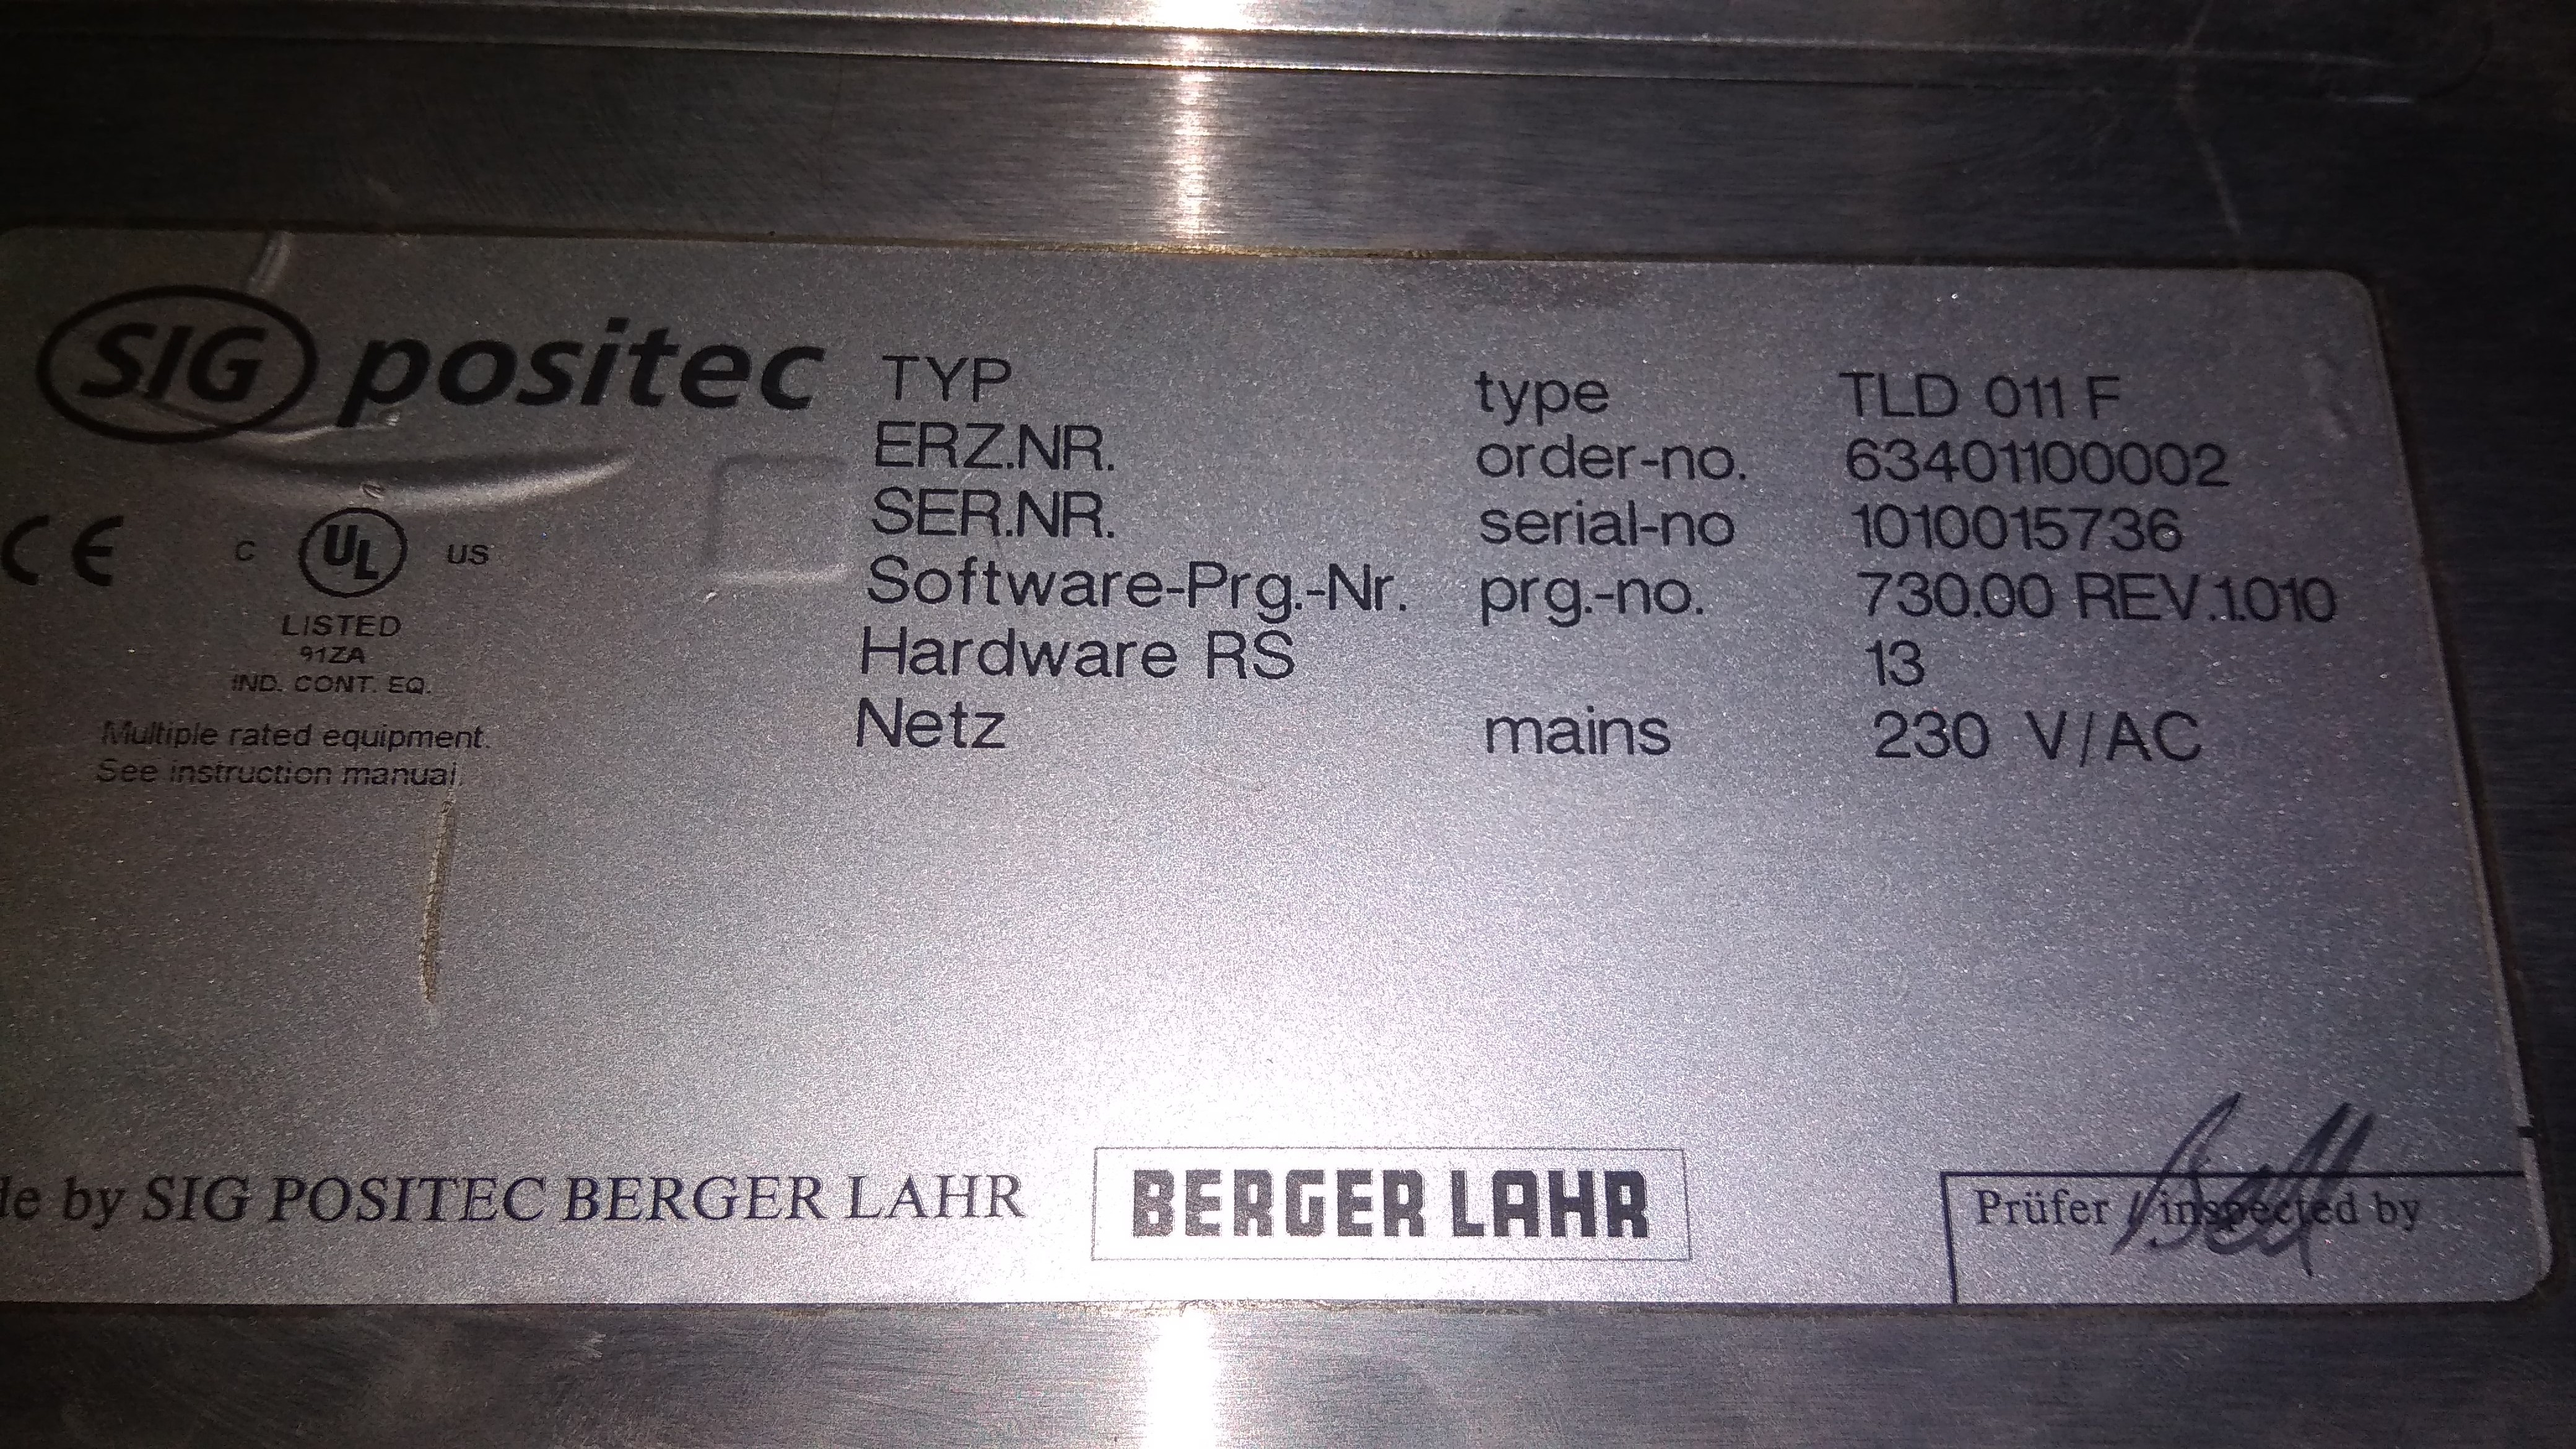 SIG positec
TYP type TLD 011 F
ERZ.NR. order-no. 63401100002
SER.NR. serial-no 1010015736
Software-Prg.-Nr. prg.-no. 730.00 REV.1.010
Hardware RS 13
Netz mains 230 V/AC
CE
C UL US
LISTED
91ZA
IND. CONT. EQ.
Multiple rated equipment.
See instruction manual.
de by SIG POSITEC BERGER LAHR
BERGER LAHR
Prüfer / inspected by